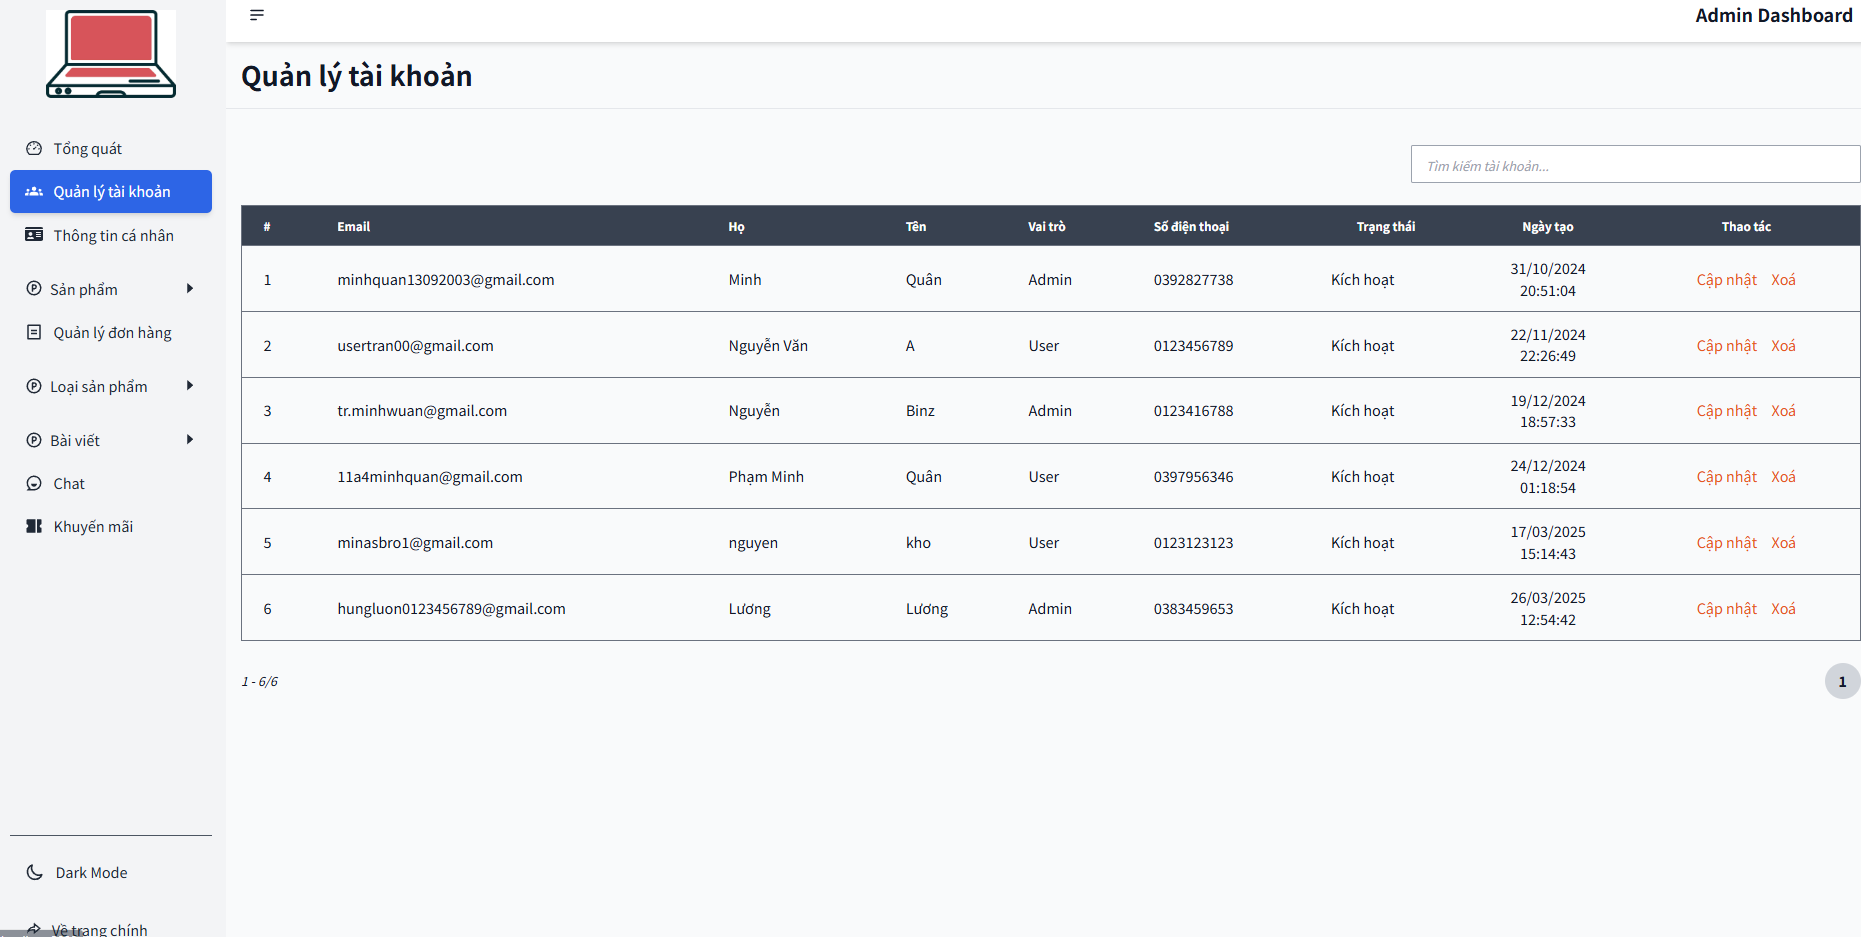 Admin Dashboard
Quản lý tài khoản
Tổng quát
Quản lý tài khoản
Thông tin cá nhân
Sản phẩm
Quản lý đơn hàng
Loại sản phẩm
Bài viết
Chat
Khuyến mãi
Dark Mode
Về trang chính
Tìm kiếm tài khoản...
# Email Họ Tên Vai trò Số điện thoại Trạng thái Ngày tạo Thao tác
1 minhquan13092003@gmail.com Minh Quân Admin 0392827738 Kích hoạt 31/10/2024 20:51:04 Cập nhật Xoá
2 usertran00@gmail.com Nguyễn Văn A User 0123456789 Kích hoạt 22/11/2024 22:26:49 Cập nhật Xoá
3 tr.minhwuan@gmail.com Nguyễn Binz Admin 0123416788 Kích hoạt 19/12/2024 18:57:33 Cập nhật Xoá
4 11a4minhquan@gmail.com Phạm Minh Quân User 0397956346 Kích hoạt 24/12/2024 01:18:54 Cập nhật Xoá
5 minasbro1@gmail.com nguyen kho User 0123123123 Kích hoạt 17/03/2025 15:14:43 Cập nhật Xoá
6 hungluon0123456789@gmail.com Lương Lương Admin 0383459653 Kích hoạt 26/03/2025 12:54:42 Cập nhật Xoá
1 - 6/6
1